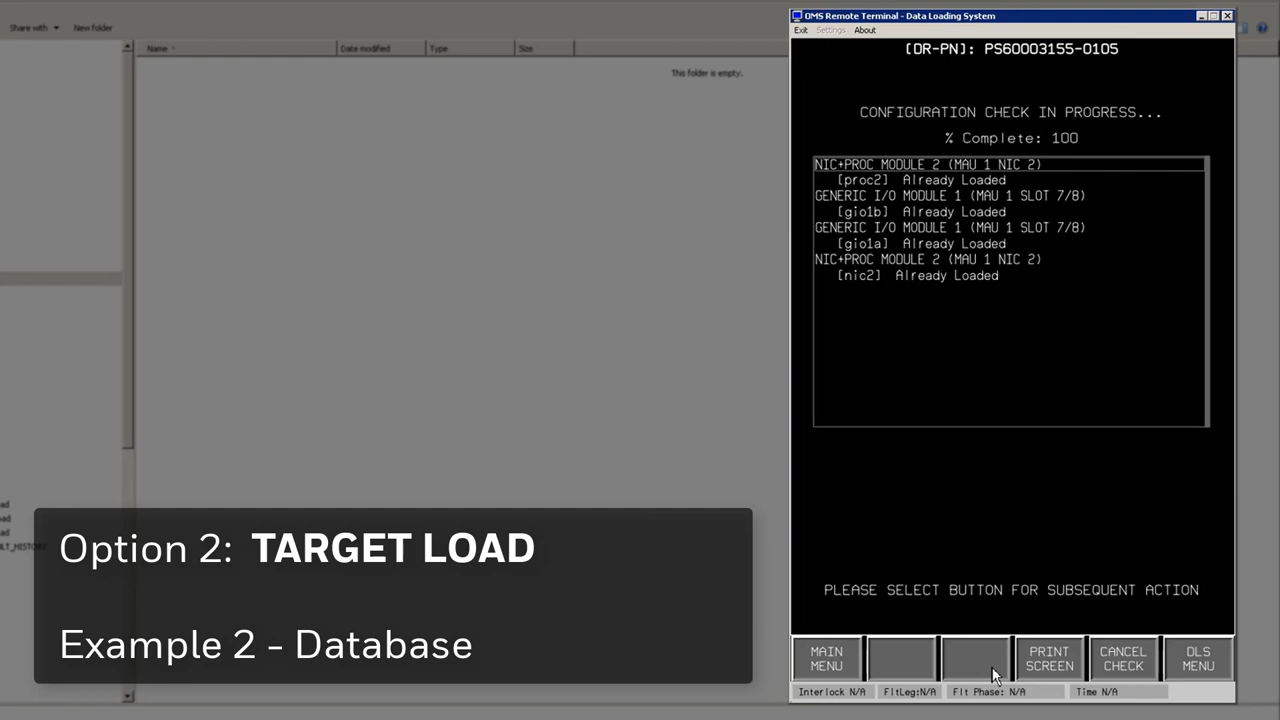 Share with
New folder
Name
Date modified
Type
Size
This folder is empty.
ad
ad
ad
LT_HISTORY
OMS Remote Terminal - Data Loading System
Exit Settings About
[DR-PN]: PS60003155-0105
CONFIGURATION CHECK IN PROGRESS...
% Complete: 100
NIC+PROC MODULE 2 (MAU 1 NIC 2)
[proc2] Already Loaded
GENERIC I/O MODULE 1 (MAU 1 SLOT 7/8)
[gio1b] Already Loaded
GENERIC I/O MODULE 1 (MAU 1 SLOT 7/8)
[gio1a] Already Loaded
NIC+PROC MODULE 2 (MAU 1 NIC 2)
[nic2] Already Loaded
PLEASE SELECT BUTTON FOR SUBSEQUENT ACTION
MAIN MENU
PRINT SCREEN
CANCEL CHECK
DLS MENU
Interlock N/A FltLeg:N/A Flt Phase: N/A Time N/A
Option 2: TARGET LOAD
Example 2 - Database